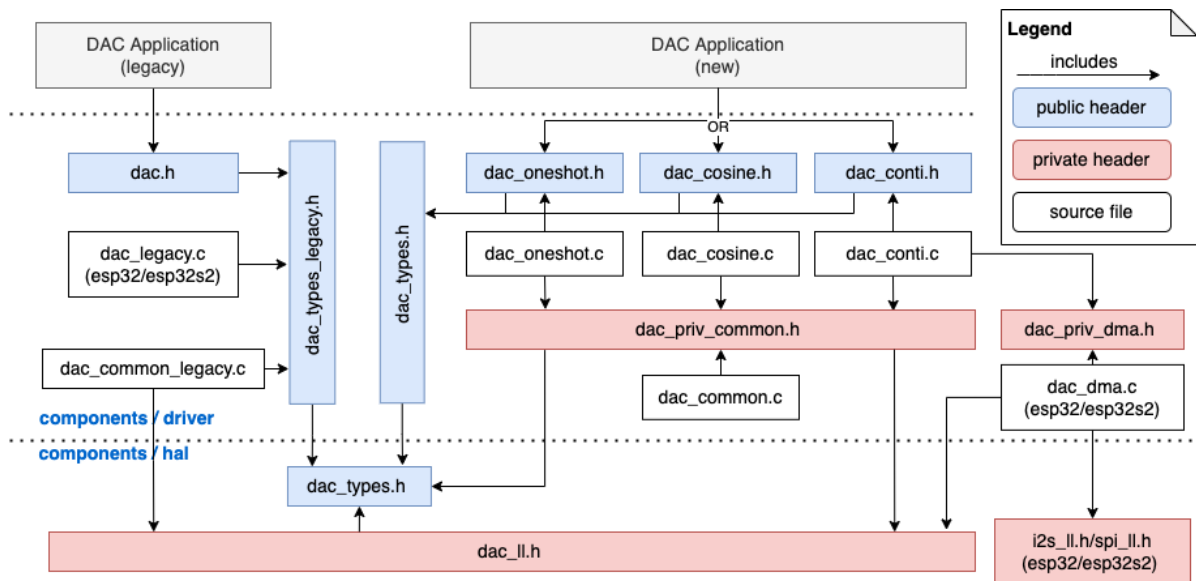 DAC Application
(legacy)
DAC Application
(new)
Legend
includes
public header
private header
source file
OR
dac.h
dac_types_legacy.h
dac_types.h
dac_oneshot.h
dac_cosine.h
dac_conti.h
dac_legacy.c
(esp32/esp32s2)
dac_oneshot.c
dac_cosine.c
dac_conti.c
dac_priv_common.h
dac_priv_dma.h
dac_common_legacy.c
dac_common.c
dac_dma.c
(esp32/esp32s2)
components / driver
components / hal
dac_types.h
dac_ll.h
i2s_ll.h/spi_ll.h
(esp32/esp32s2)